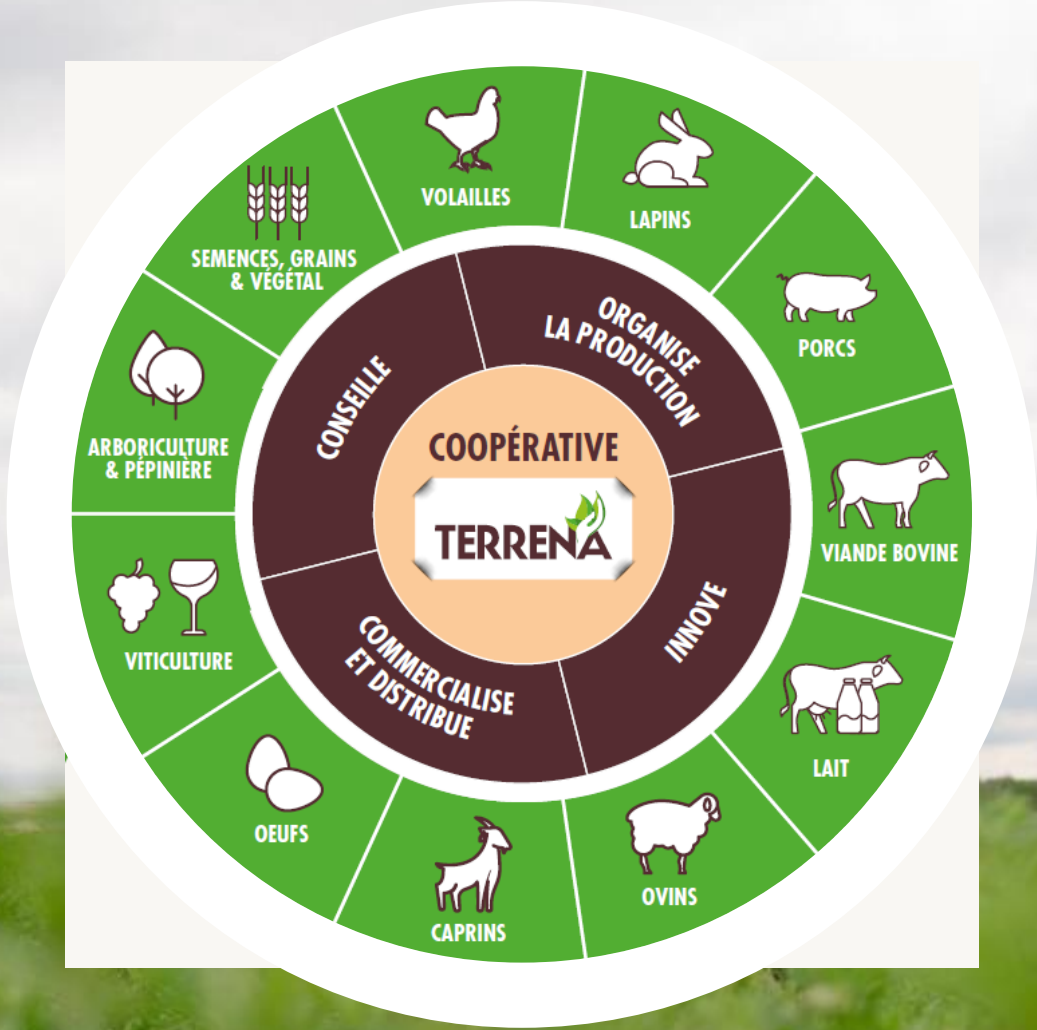 VOLAILLES
LAPINS
PORCS
VIANDE BOVINE
LAIT
OVINS
CAPRINS
OEUFS
VITICULTURE
ARBORICULTURE
& PÉPINIÈRE
SEMENCES, GRAINS
& VÉGÉTAL
ORGANISE
LA PRODUCTION
INNOVE
COMMERCIALISE
ET DISTRIBUE
CONSEILLE
COOPÉRATIVE
TERRENA